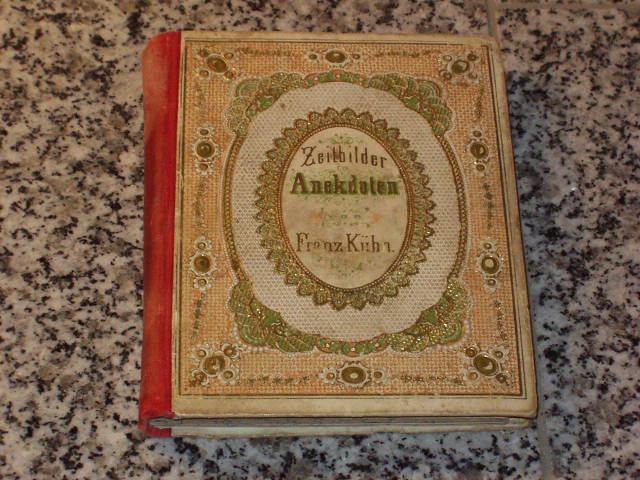 Zeitbilder
Anekdoten
Franz Kühn.